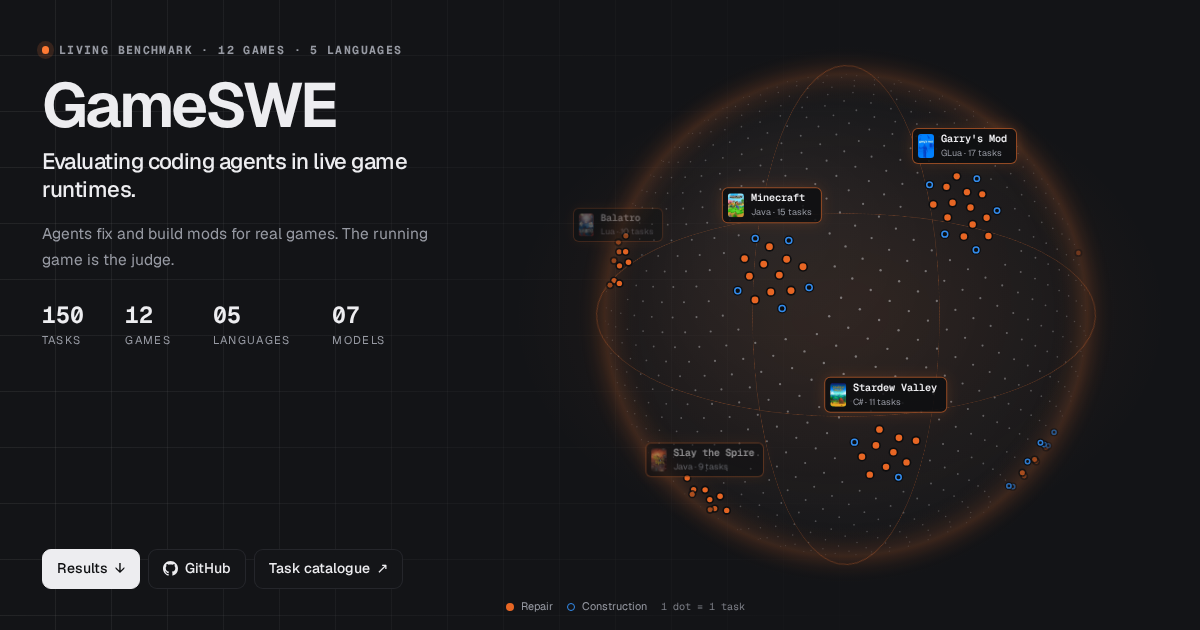 LIVING BENCHMARK · 12 GAMES · 5 LANGUAGES
GameSWE
Evaluating coding agents in live game
runtimes.
Agents fix and build mods for real games. The running
game is the judge.
150
TASKS
12
GAMES
05
LANGUAGES
07
MODELS
Garry's Mod
GLua · 17 tasks
Minecraft
Java · 15 tasks
Balatro
Lua · 10 tasks
Stardew Valley
C# · 11 tasks
Slay the Spire
Java · 9 tasks
Results ↓
GitHub
Task catalogue ↗
Repair
Construction
1 dot = 1 task